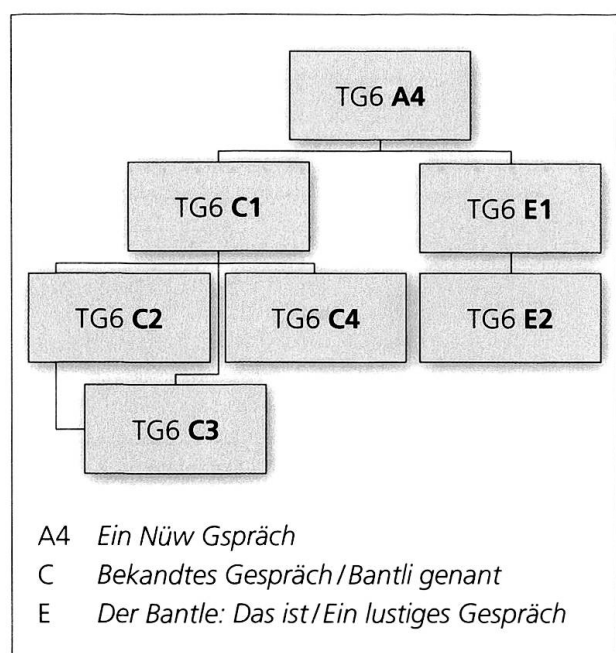 TG6 A4
TG6 C1
TG6 E1
TG6 C2
TG6 C4
TG6 E2
TG6 C3
A4 Ein Nüw Gspräch
C Bekandtes Gespräch/Bantli genant
E Der Bantle: Das ist/Ein lustiges Gespräch